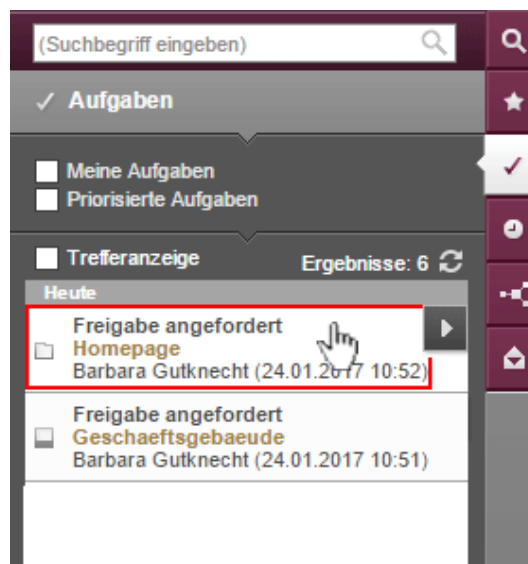 (Suchbegriff eingeben)
Aufgaben
Meine Aufgaben
Priorisierte Aufgaben
Trefferanzeige Ergebnisse: 6
Heute
Freigabe angefordert
Homepage
Barbara Gutknecht (24.01.2017 10:52)
Freigabe angefordert
Geschaeftsgebaeude
Barbara Gutknecht (24.01.2017 10:51)